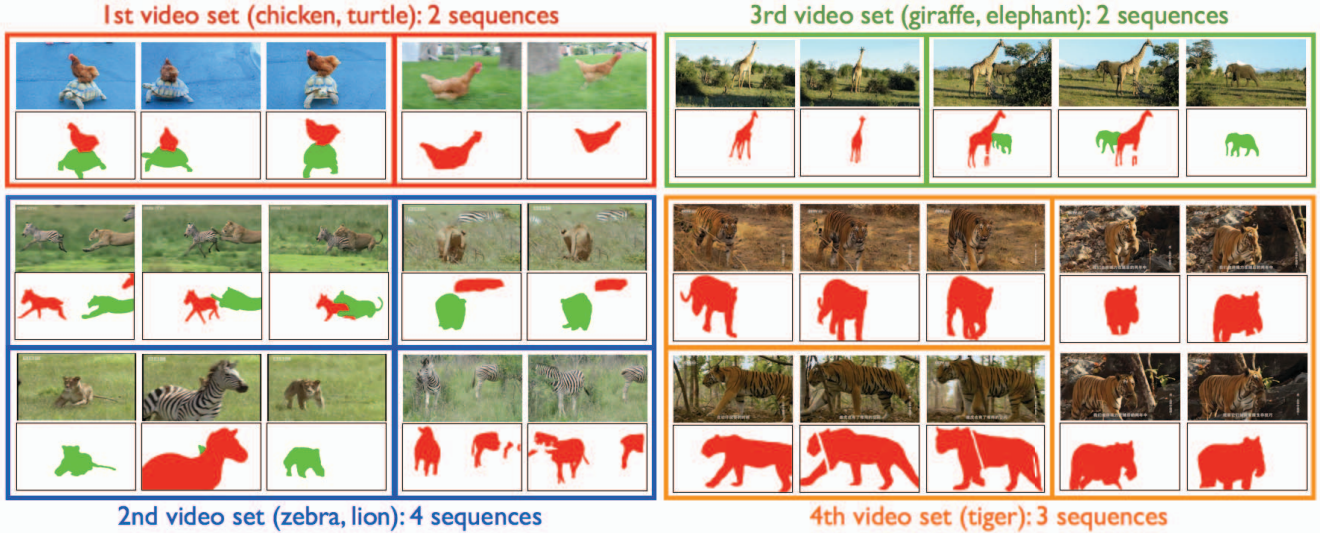 1st video set (chicken, turtle): 2 sequences
3rd video set (giraffe, elephant): 2 sequences
2nd video set (zebra, lion): 4 sequences
4th video set (tiger): 3 sequences